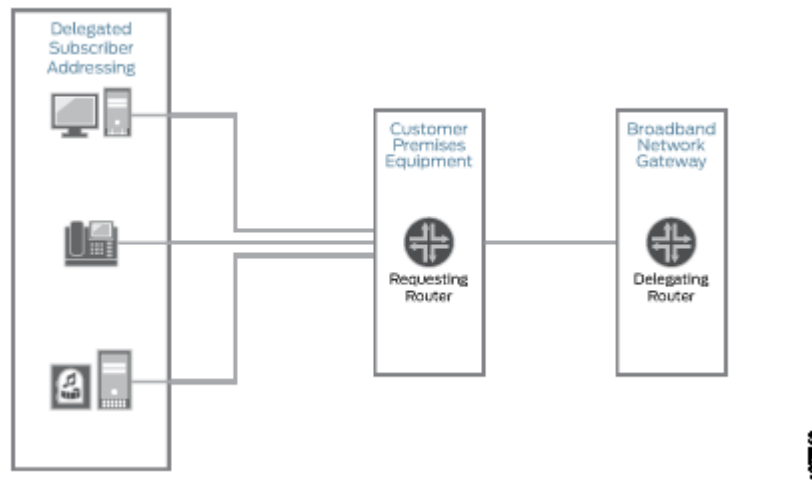 Delegated
Subscriber
Addressing
Customer
Premises
Equipment
Requesting
Router
Broadband
Network
Gateway
Delegating
Router